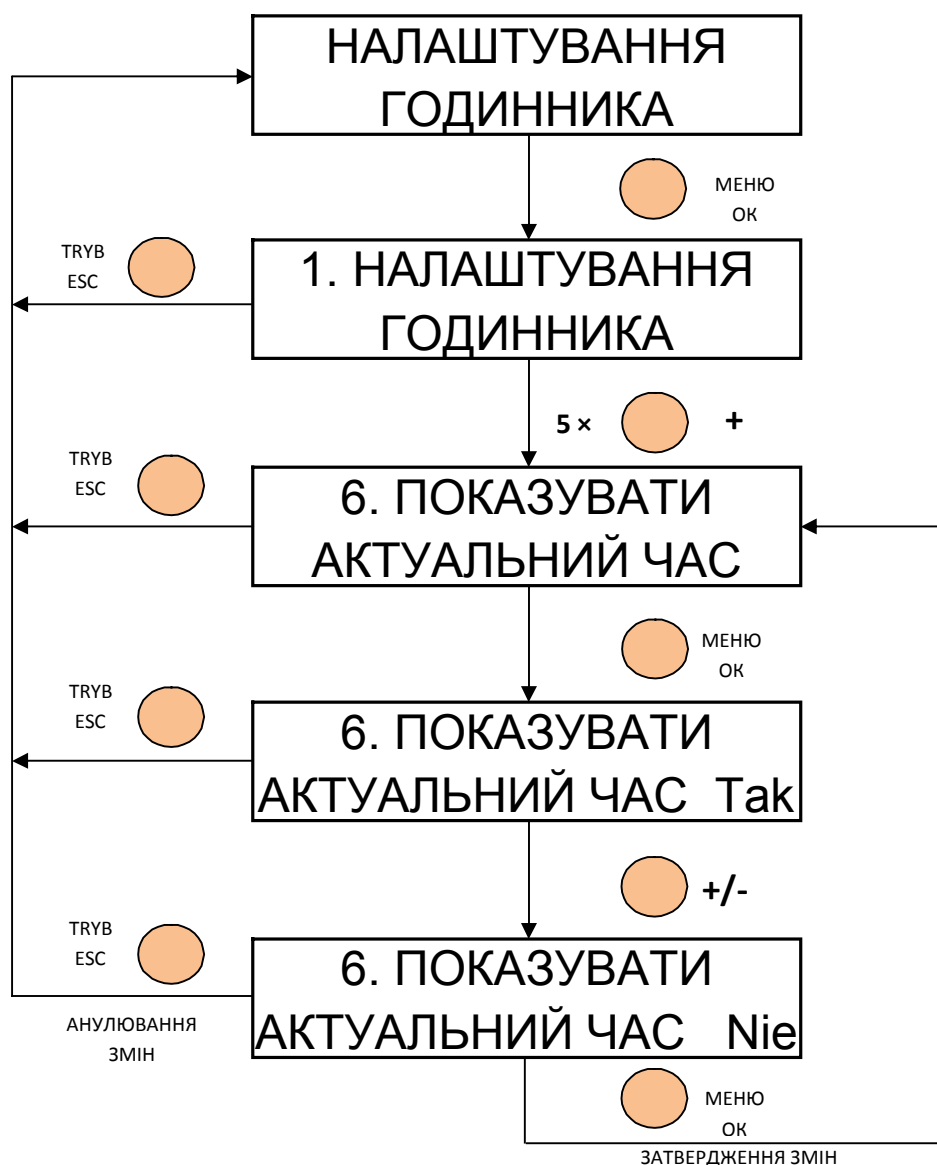 НАЛАШТУВАННЯ
ГОДИННИКА
МЕНЮ
ОК
TRYB
ESC
1. НАЛАШТУВАННЯ
ГОДИННИКА
5 × +
TRYB
ESC
6. ПОКАЗУВАТИ
АКТУАЛЬНИЙ ЧАС
МЕНЮ
ОК
TRYB
ESC
6. ПОКАЗУВАТИ
АКТУАЛЬНИЙ ЧАС Tak
+/-
TRYB
ESC
6. ПОКАЗУВАТИ
АКТУАЛЬНИЙ ЧАС Nie
АНУЛЮВАННЯ
ЗМІН
МЕНЮ
ОК
ЗАТВЕРДЖЕННЯ ЗМІН